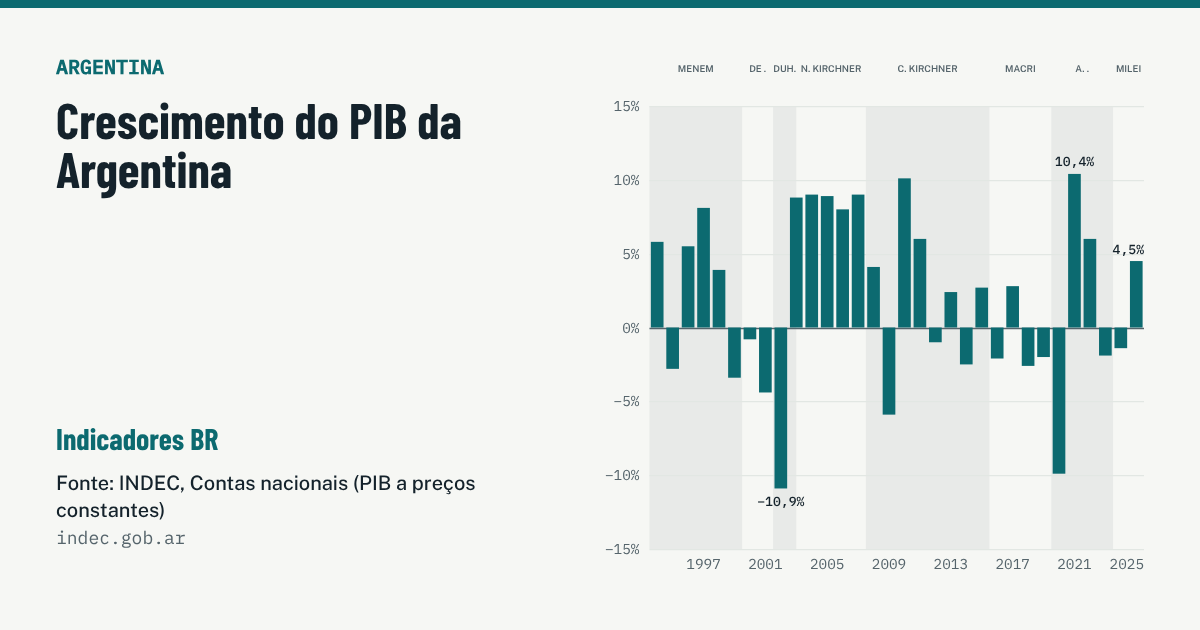 ARGENTINA
Crescimento do PIB da
Argentina
Indicadores BR
Fonte: INDEC, Contas nacionais (PIB a preços
constantes)
indec.gob.ar
MENEM DE. DUH. N. KIRCHNER C. KIRCHNER MACRI A.. MILEI
15%
10%
5%
0%
−5%
−10%
−15%
10,4%
4,5%
−10,9%
1997 2001 2005 2009 2013 2017 2021 2025